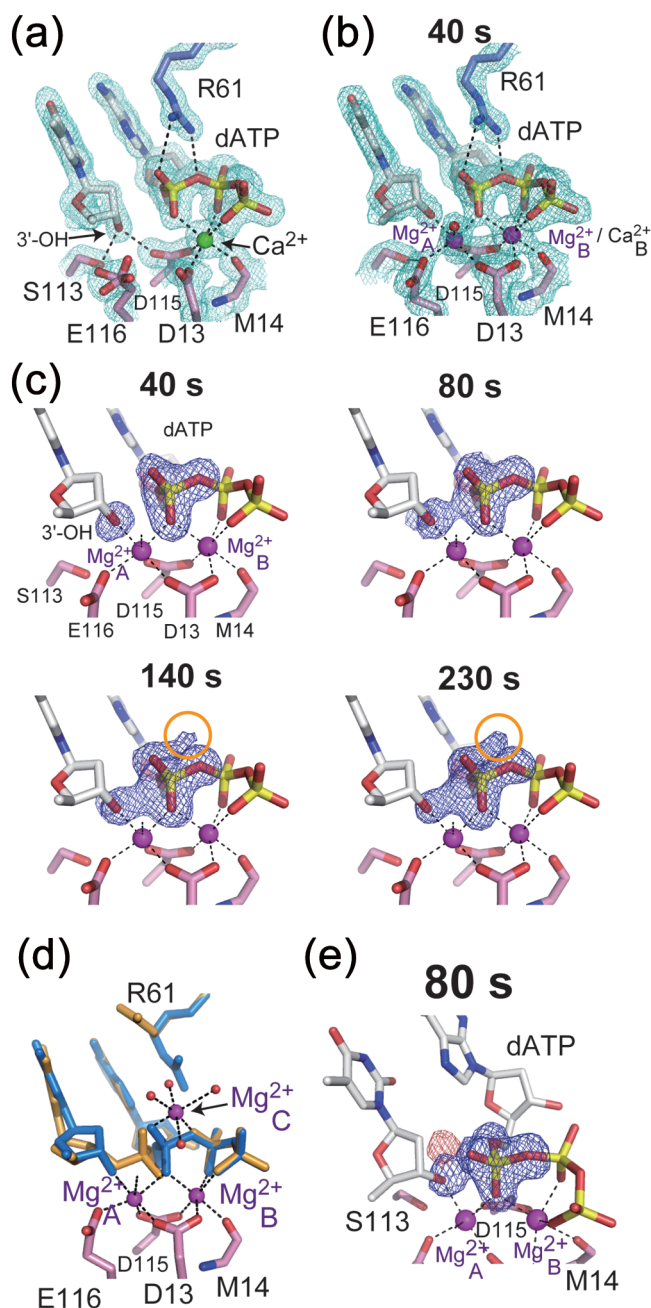 (a)
R61
dATP
3'-OH
Ca2+
S113
E116
D115
D13
M14
(b)
40 s
R61
dATP
Mg2+
A
Mg2+ / Ca2+
B B
E116
D115
D13
M14
(c)
40 s
dATP
3'-OH
Mg2+
A
Mg2+
B
S113
E116
D115
D13
M14
80 s
140 s
230 s
(d)
R61
Mg2+
C
Mg2+
A
Mg2+
B
E116
D115
D13
M14
(e)
80 s
dATP
S113
D115
Mg2+
A
Mg2+
B
M14